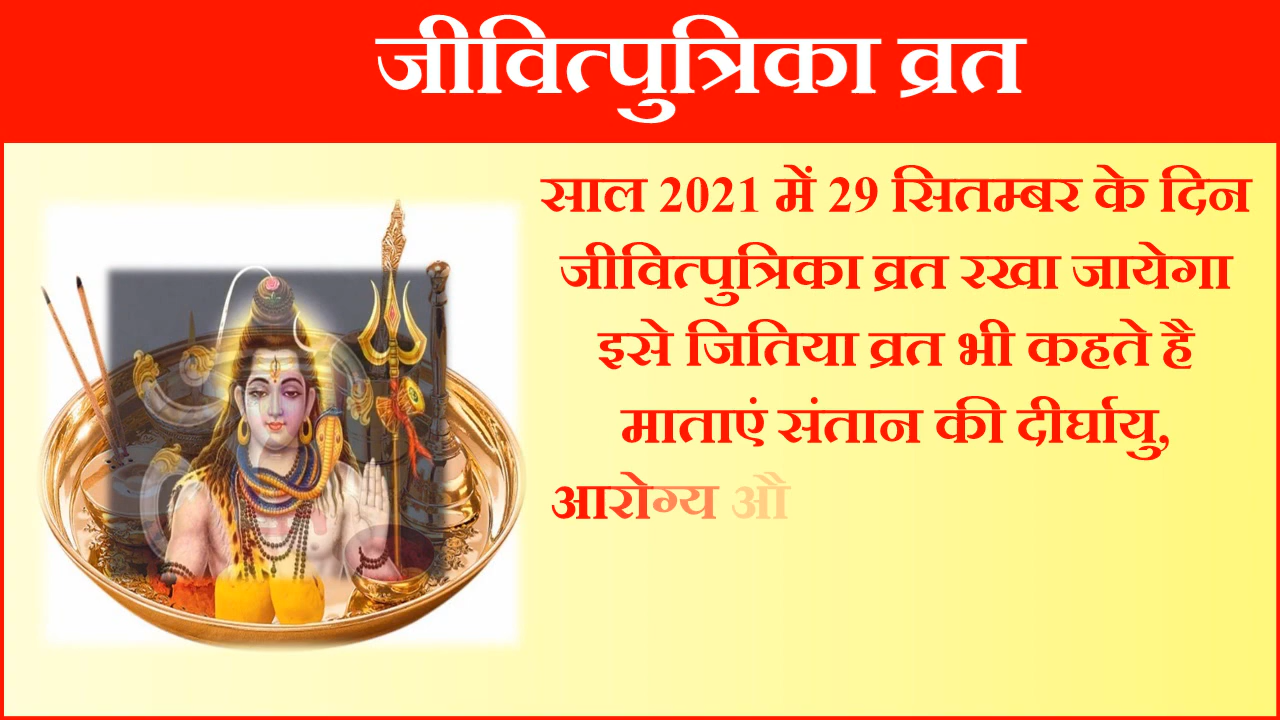 जीवित्पुत्रिका व्रत
साल 2021 में 29 सितम्बर के दिन
जीवित्पुत्रिका व्रत रखा जायेगा
इसे जितिया व्रत भी कहते है
माताएं संतान की दीर्घायु,
आरोग्य औ